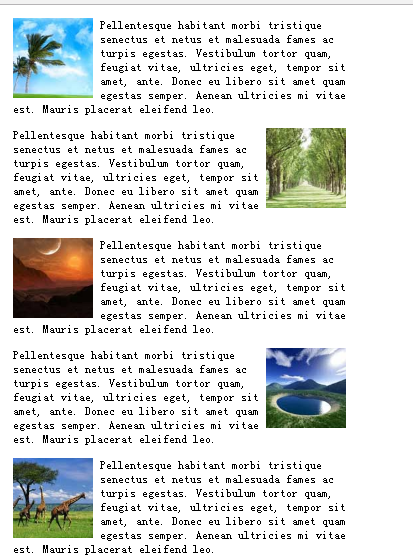 Pellentesque habitant morbi tristique
senectus et netus et malesuada fames ac
turpis egestas. Vestibulum tortor quam,
feugiat vitae, ultricies eget, tempor sit
amet, ante. Donec eu libero sit amet quam
egestas semper. Aenean ultricies mi vitae
est. Mauris placerat eleifend leo.
Pellentesque habitant morbi tristique
senectus et netus et malesuada fames ac
turpis egestas. Vestibulum tortor quam,
feugiat vitae, ultricies eget, tempor sit
amet, ante. Donec eu libero sit amet quam
egestas semper. Aenean ultricies mi vitae
est. Mauris placerat eleifend leo.
Pellentesque habitant morbi tristique
senectus et netus et malesuada fames ac
turpis egestas. Vestibulum tortor quam,
feugiat vitae, ultricies eget, tempor sit
amet, ante. Donec eu libero sit amet quam
egestas semper. Aenean ultricies mi vitae
est. Mauris placerat eleifend leo.
Pellentesque habitant morbi tristique
senectus et netus et malesuada fames ac
turpis egestas. Vestibulum tortor quam,
feugiat vitae, ultricies eget, tempor sit
amet, ante. Donec eu libero sit amet quam
egestas semper. Aenean ultricies mi vitae
est. Mauris placerat eleifend leo.
Pellentesque habitant morbi tristique
senectus et netus et malesuada fames ac
turpis egestas. Vestibulum tortor quam,
feugiat vitae, ultricies eget, tempor sit
amet, ante. Donec eu libero sit amet quam
egestas semper. Aenean ultricies mi vitae
est. Mauris placerat eleifend leo.